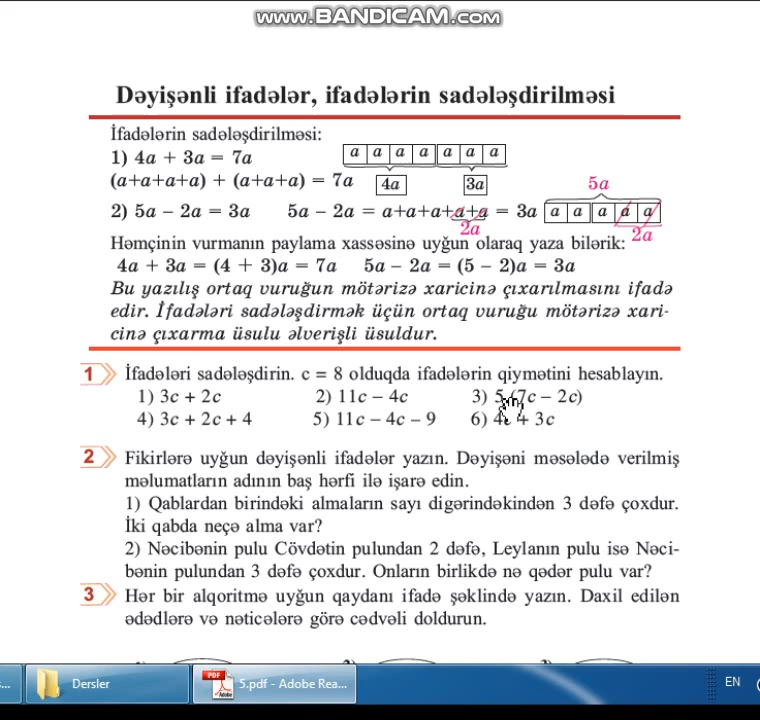 www.BANDICAM.com
Dəyişənli ifadələr, ifadələrin sadələşdirilməsi
İfadələrin sadələşdirilməsi:
1) 4a + 3a = 7a
a a a a a a a
(a+a+a+a) + (a+a+a) = 7a 4a 3a
5a
2) 5a − 2a = 3a 5a − 2a = a+a+a+a+a = 3a a a a a a
2a 2a
Həmçinin vurmanın paylama xassəsinə uyğun olaraq yaza bilərik:
4a + 3a = (4 + 3)a = 7a 5a − 2a = (5 − 2)a = 3a
Bu yazılış ortaq vuruğun mötərizə xaricinə çıxarılmasını ifadə
edir. İfadələri sadələşdirmək üçün ortaq vuruğu mötərizə xari-
cinə çıxarma üsulu əlverişli üsuldur.
1 İfadələri sadələşdirin. c = 8 olduqda ifadələrin qiymətini hesablayın.
1) 3c + 2c 2) 11c − 4c 3) 5 (7c − 2c)
4) 3c + 2c + 4 5) 11c − 4c − 9 6) 4c + 3c
2 Fikirlərə uyğun dəyişənli ifadələr yazın. Dəyişəni məsələdə verilmiş
məlumatların adının baş hərfi ilə işarə edin.
1) Qablardan birindəki almaların sayı digərindəkindən 3 dəfə çoxdur.
İki qabda neçə alma var?
2) Nəcibənin pulu Cövdətin pulundan 2 dəfə, Leylanın pulu isə Nəci-
bənin pulundan 3 dəfə çoxdur. Onların birlikdə nə qədər pulu var?
3 Hər bir alqoritmə uyğun qaydanı ifadə şəklində yazın. Daxil edilən
ədədlərə və nəticələrə görə cədvəli doldurun.
s... Dersler 5.pdf - Adobe Rea... EN